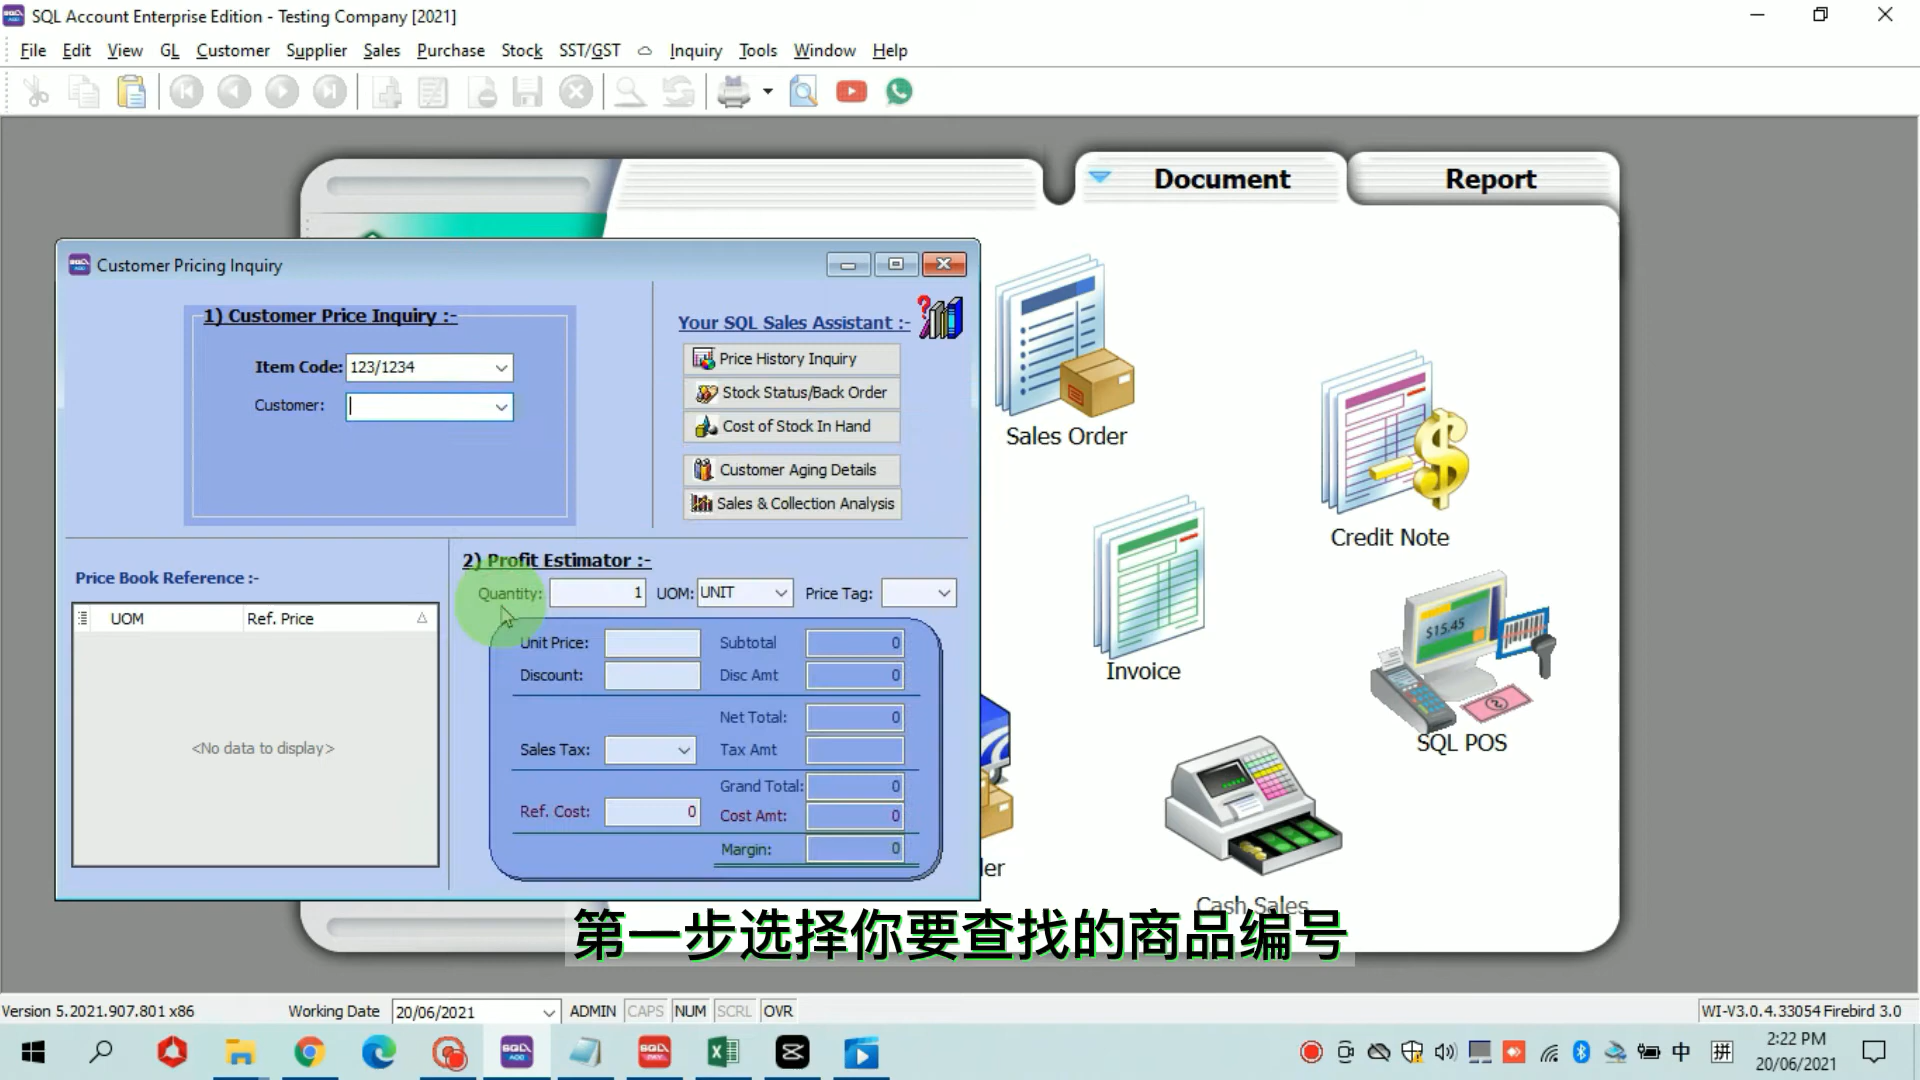 SQL Account Enterprise Edition - Testing Company [2021]
File Edit View GL Customer Supplier Sales Purchase Stock SST/GST Inquiry Tools Window Help
Document
Report
Customer Pricing Inquiry
1) Customer Price Inquiry :-
Item Code: 123/1234
Customer:
Your SQL Sales Assistant :-
Price History Inquiry
Stock Status/Back Order
Cost of Stock In Hand
Customer Aging Details
Sales & Collection Analysis
Price Book Reference :-
UOM Ref. Price
<No data to display>
2) Profit Estimator :-
Quantity: 1 UOM: UNIT Price Tag:
Unit Price: Subtotal 0
Discount: Disc Amt 0
Net Total: 0
Sales Tax: Tax Amt
Grand Total: 0
Ref. Cost: 0 Cost Amt: 0
Margin: 0
Sales Order
Credit Note
Invoice
$15.45
SQL POS
Cash Sales
第一步选择你要查找的商品编号
Version 5.2021.907.801 x86 Working Date 20/06/2021 ADMIN CAPS NUM SCRL OVR WI-V3.0.4.33054 Firebird 3.0
中 拼
2:22 PM
20/06/2021